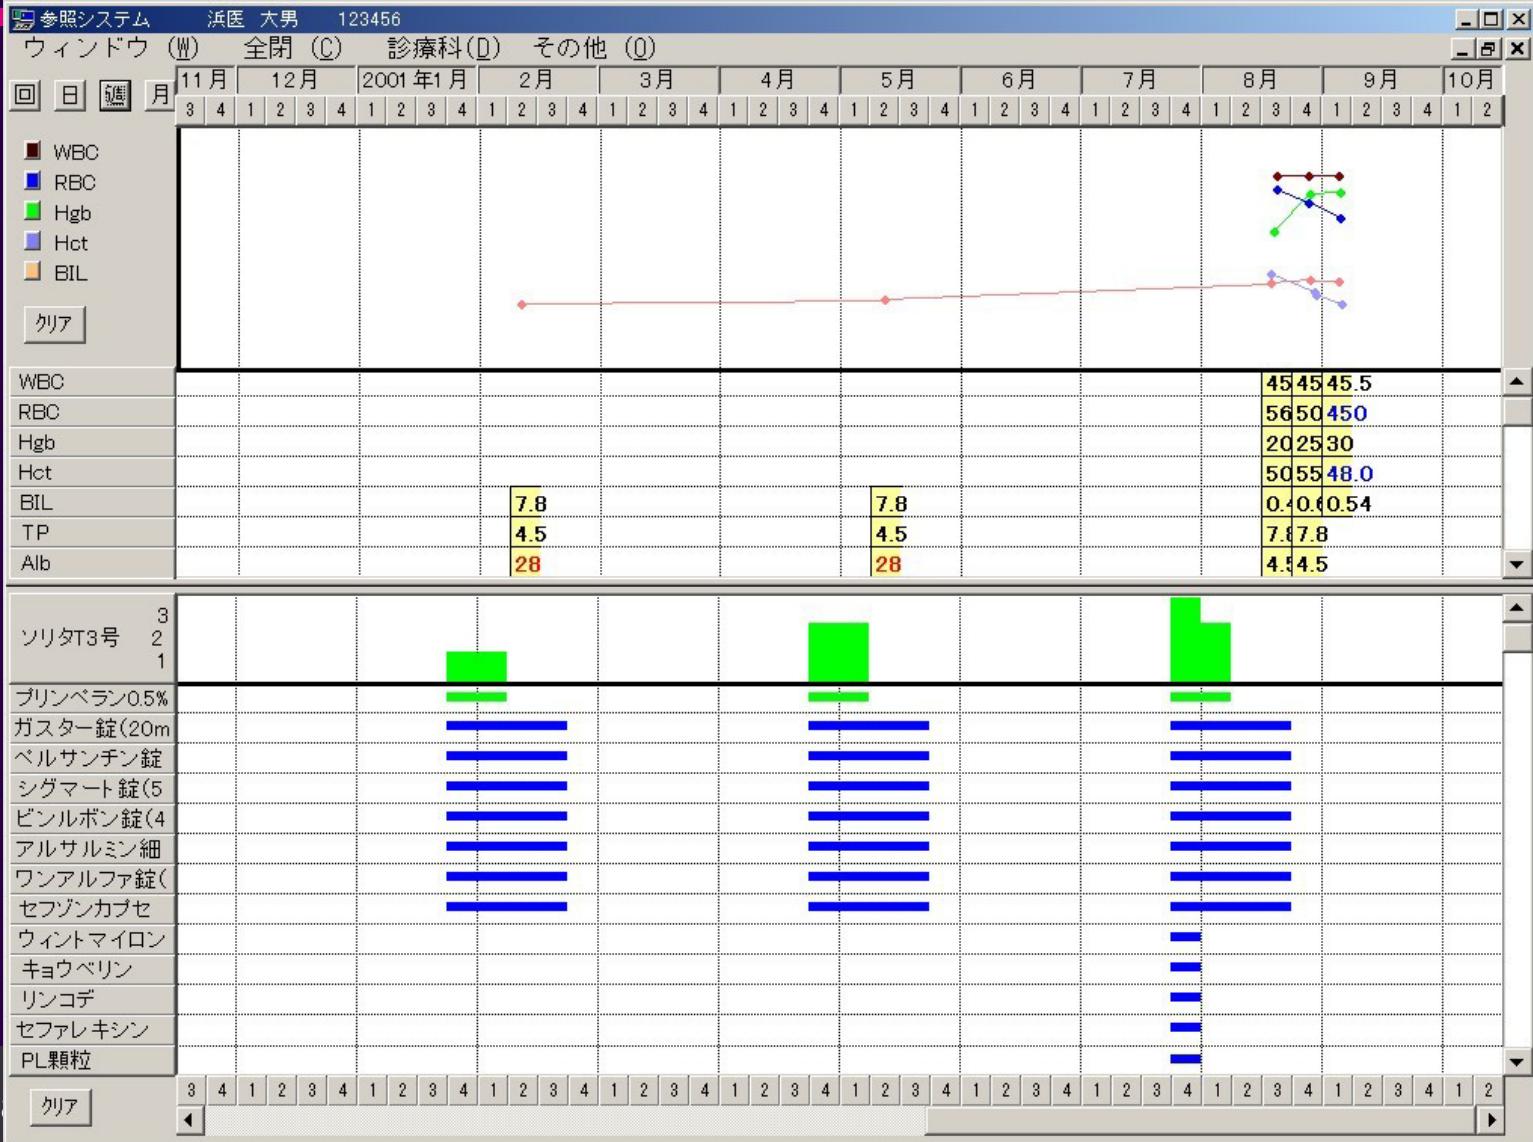 参照システム 浜医 大男 123456
ウィンドウ (W) 全閉 (C) 診療科(D) その他 (O)
回 日 週 月
11月 12月 2001年1月 2月 3月 4月 5月 6月 7月 8月 9月 10月
3 4 1 2 3 4 1 2 3 4 1 2 3 4 1 2 3 4 1 2 3 4 1 2 3 4 1 2 3 4 1 2 3 4 1 2 3 4 1 2 3 4 1 2
WBC
RBC
Hgb
Hct
BIL
クリア
WBC 45 45 45.5
RBC 56 50 450
Hgb 20 25 30
Hct 50 55 48.0
BIL 7.8 7.8 0.4 0.6 0.54
TP 4.5 4.5 7.8 7.8
Alb 28 28 4.5 4.5
3
ソリタT3号 2
1
プリンペラン0.5%
ガスター錠(20m
ペルサンチン錠
シグマート錠(5
ビンルボン錠(4
アルサルミン細
ワンアルファ錠(
セフゾンカプセ
ウィントマイロン
キョウベリン
リンコデ
セファレキシン
PL顆粒
3 4 1 2 3 4 1 2 3 4 1 2 3 4 1 2 3 4 1 2 3 4 1 2 3 4 1 2 3 4 1 2 3 4 1 2 3 4 1 2 3 4 1 2
クリア